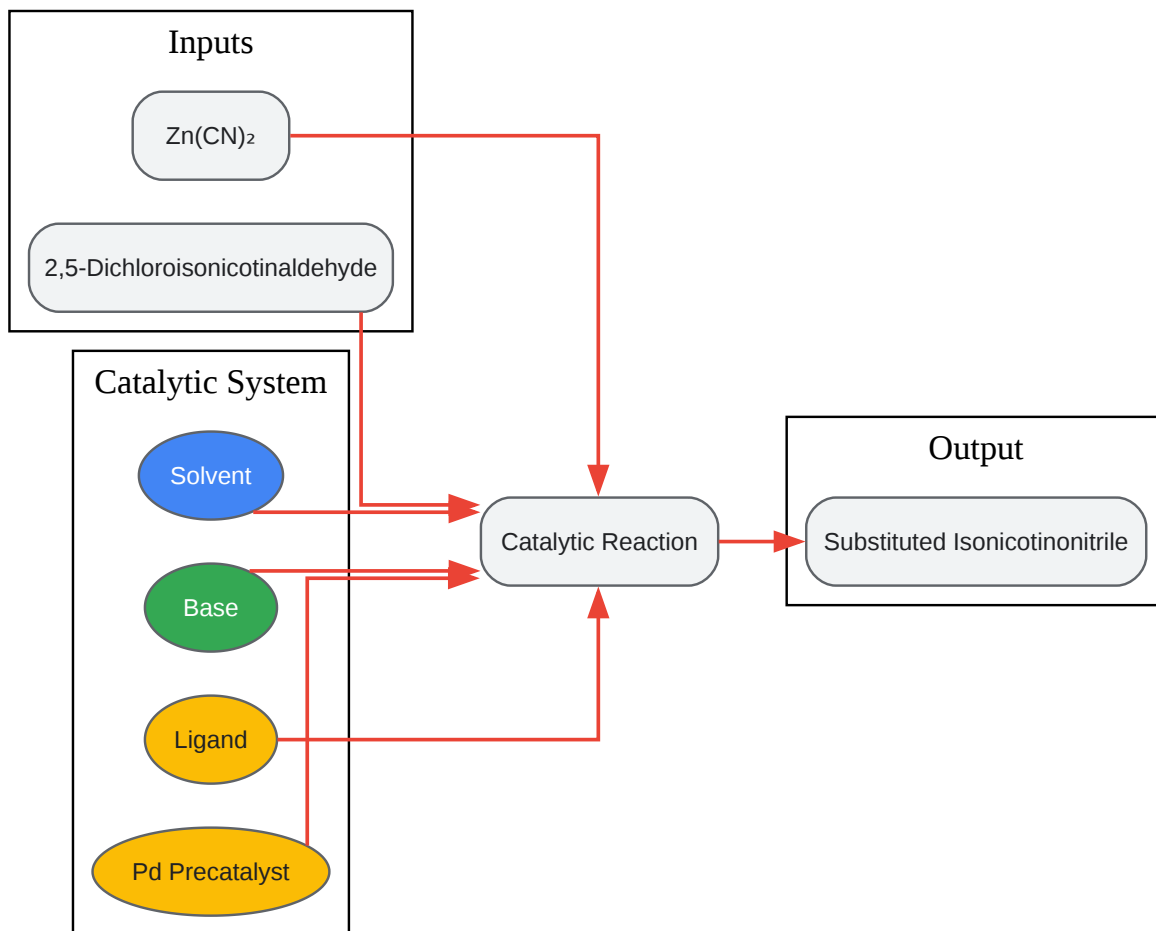 Inputs
Zn(CN)₂
2,5-Dichloroisonicotinaldehyde
Catalytic System
Solvent
Base
Ligand
Pd Precatalyst
Catalytic Reaction
Output
Substituted Isonicotinonitrile